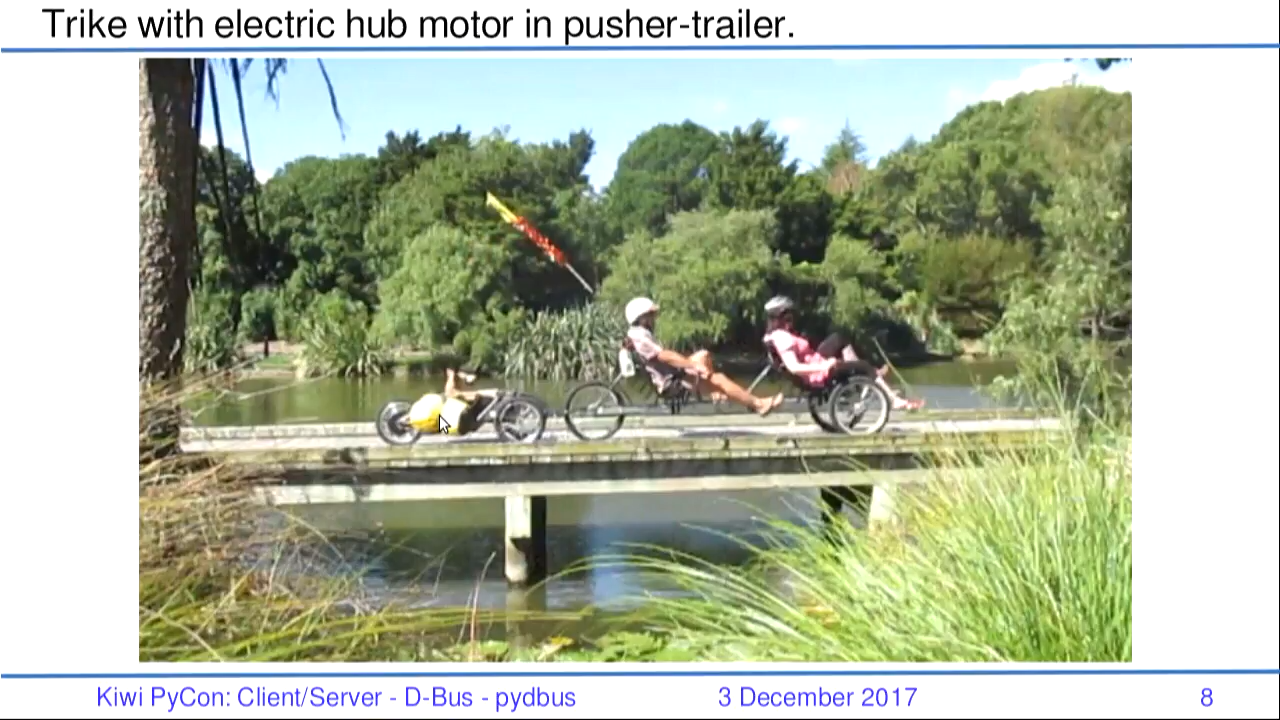 Trike with electric hub motor in pusher-trailer.
Kiwi PyCon: Client/Server - D-Bus - pydbus 3 December 2017 8